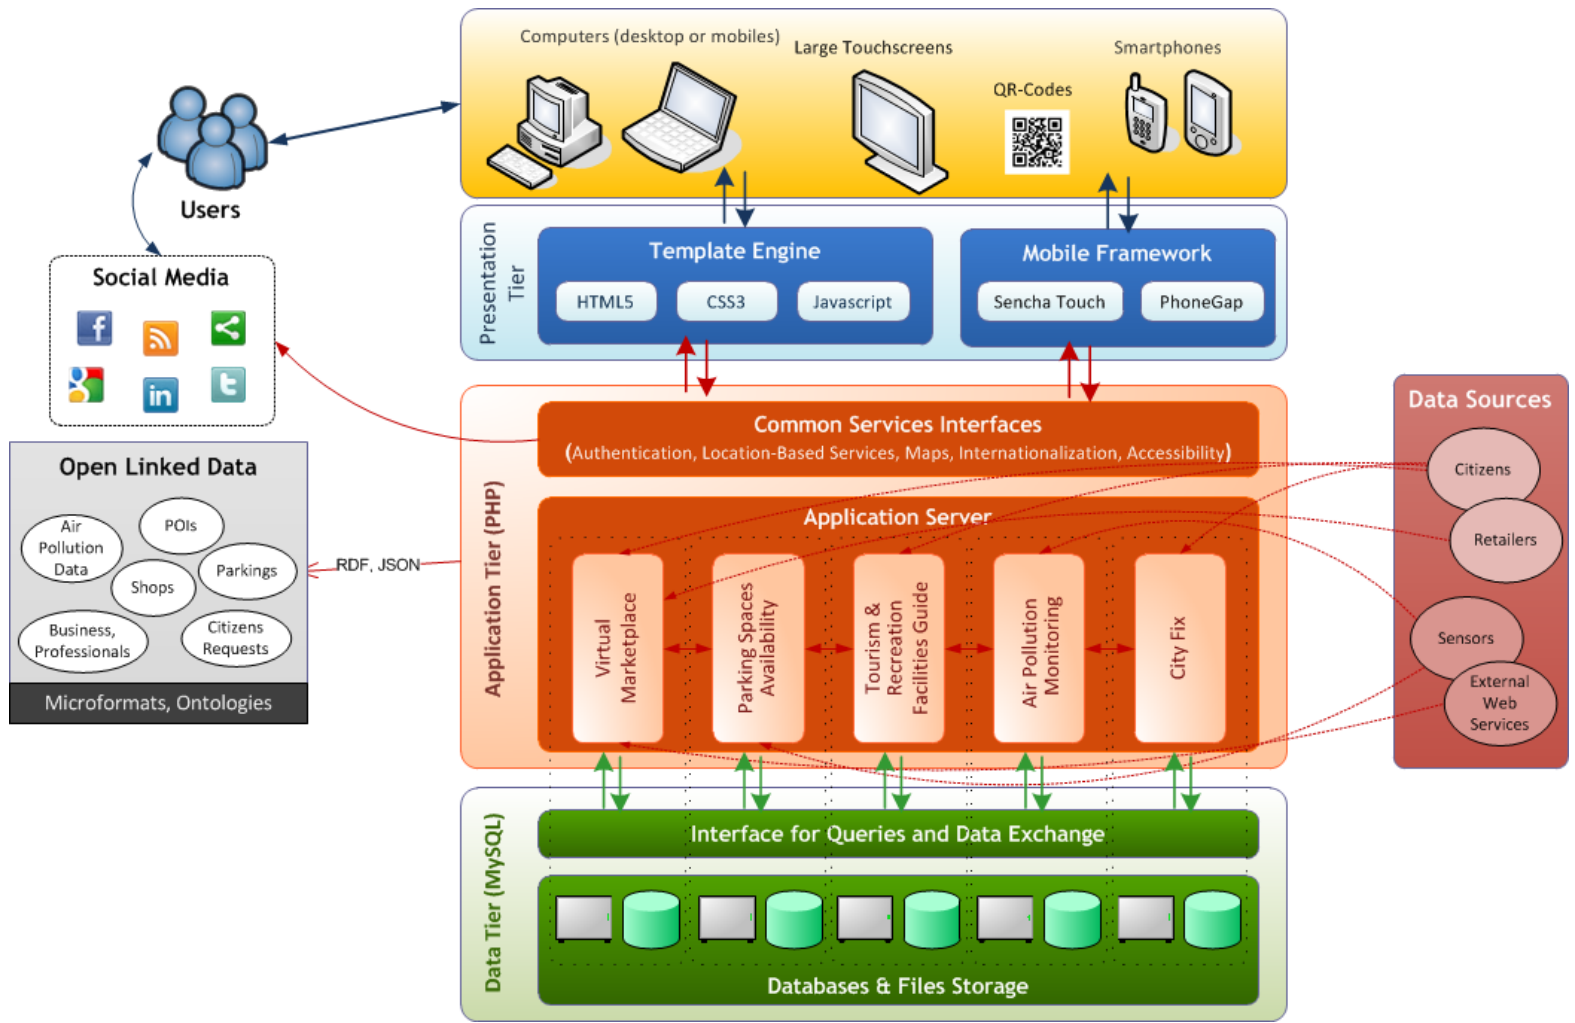 Computers (desktop or mobiles)
Large Touchscreens
QR-Codes
Smartphones
Users
Social Media
in
Presentation
Tier
Template Engine
HTML5
CSS3
Javascript
Mobile Framework
Sencha Touch
PhoneGap
Open Linked Data
Air
Pollution
Data
POIs
Shops
Parkings
Business,
Professionals
Citizens
Requests
Microformats, Ontologies
RDF, JSON
Application Tier (PHP)
Common Services Interfaces
(Authentication, Location-Based Services, Maps, Internationalization, Accessibility)
Application Server
Virtual
Marketplace
Parking Spaces
Availability
Tourism &
Recreation
Facilities Guide
Air Pollution
Monitoring
City Fix
Data Sources
Citizens
Retailers
Sensors
External
Web
Services
Data Tier (MySQL)
Interface for Queries and Data Exchange
Databases & Files Storage